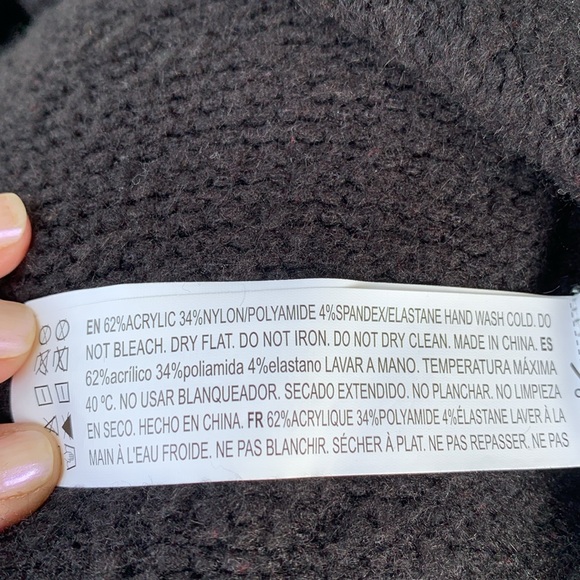 EN 62%ACRYLIC 34%NYLON/POLYAMIDE 4%SPANDEX/ELASTANE HAND WASH COLD. DO
NOT BLEACH. DRY FLAT. DO NOT IRON. DO NOT DRY CLEAN. MADE IN CHINA. ES
62%acrílico 34%poliamida 4%elastano LAVAR A MANO. TEMPERATURA MÁXIMA
40 ºC. NO USAR BLANQUEADOR. SECADO EXTENDIDO. NO PLANCHAR. NO LIMPIEZA
EN SECO. HECHO EN CHINA. FR 62%ACRYLIQUE 34%POLYAMIDE 4%ÉLASTANE LAVER À LA
MAIN À L'EAU FROIDE. NE PAS BLANCHIR. SÉCHER À PLAT. NE PAS REPASSER. NE PAS